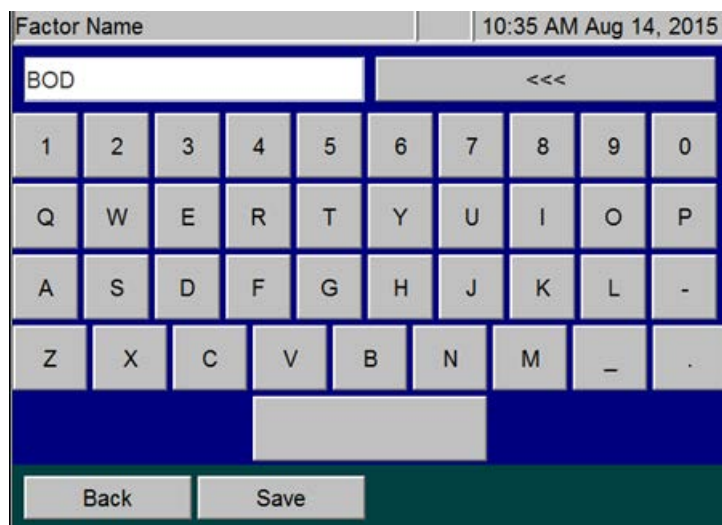 Factor Name 10:35 AM Aug 14, 2015
BOD <<<
1 2 3 4 5 6 7 8 9 0
Q W E R T Y U I O P
A S D F G H J K L -
Z X C V B N M _ .
Back Save